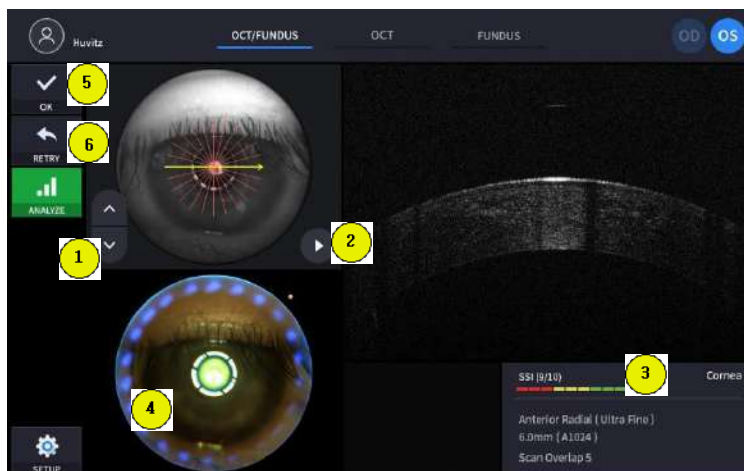 Huvitz
OCT/FUNDUS
OCT
FUNDUS
OD
OS
OK
5
RETRY
6
ANALYZE
1
2
4
SSI (9/10)
3
Cornea
Anterior Radial ( Ultra Fine )
6.0mm ( A1024 )
Scan Overlap 5
SETUP